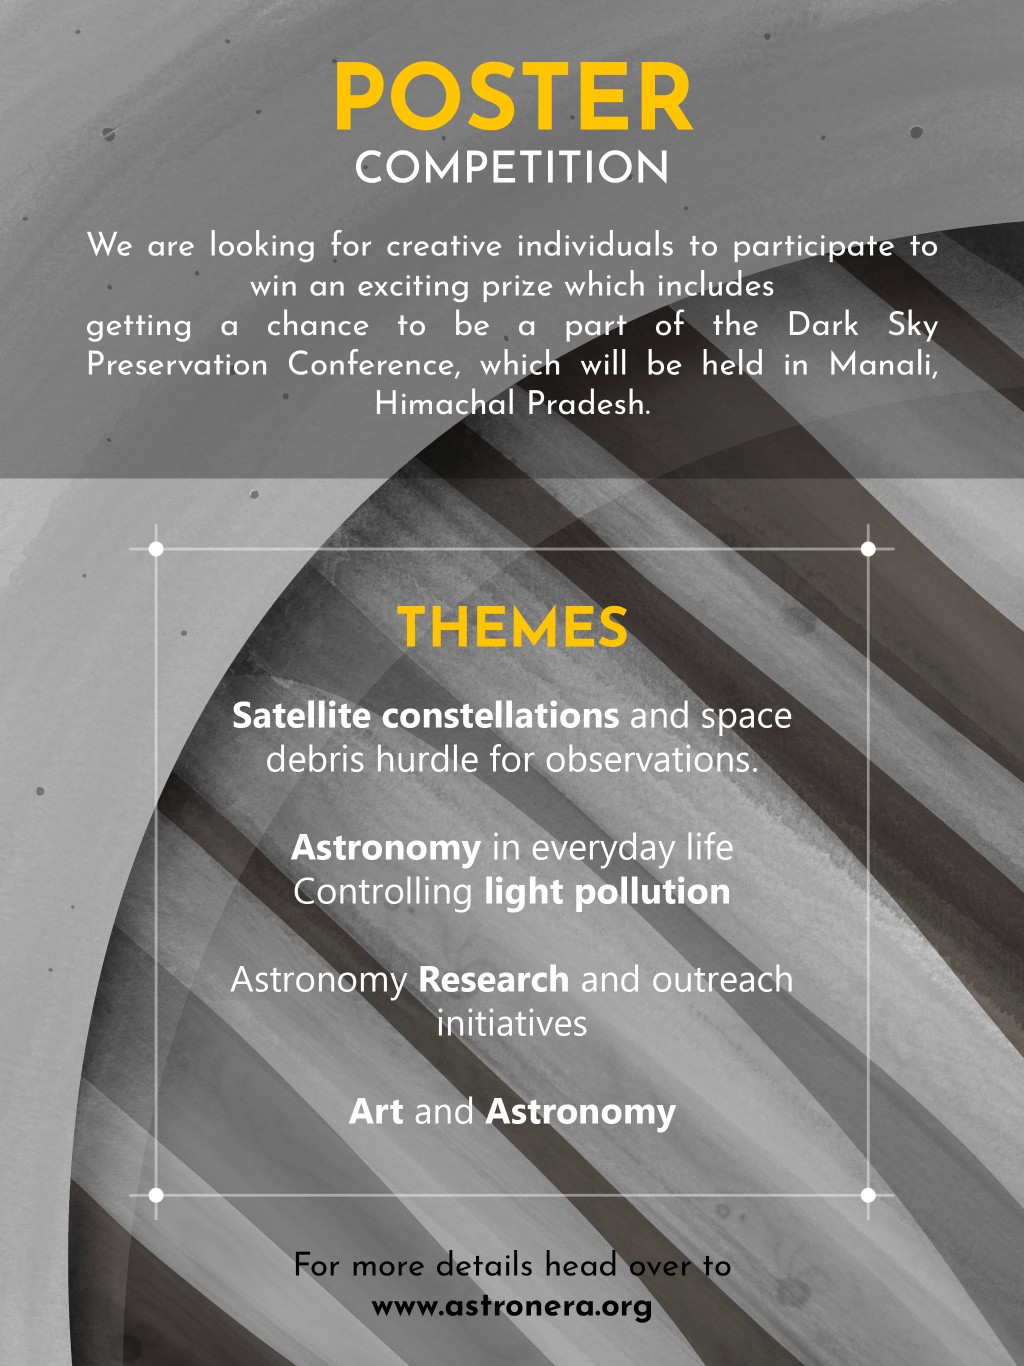 POSTER
COMPETITION
We are looking for creative individuals to participate to
win an exciting prize which includes
getting a chance to be a part of the Dark Sky
Preservation Conference, which will be held in Manali,
Himachal Pradesh.
THEMES
Satellite constellations and space
debris hurdle for observations.
Astronomy in everyday life
Controlling light pollution
Astronomy Research and outreach
initiatives
Art and Astronomy
For more details head over to
www.astronera.org